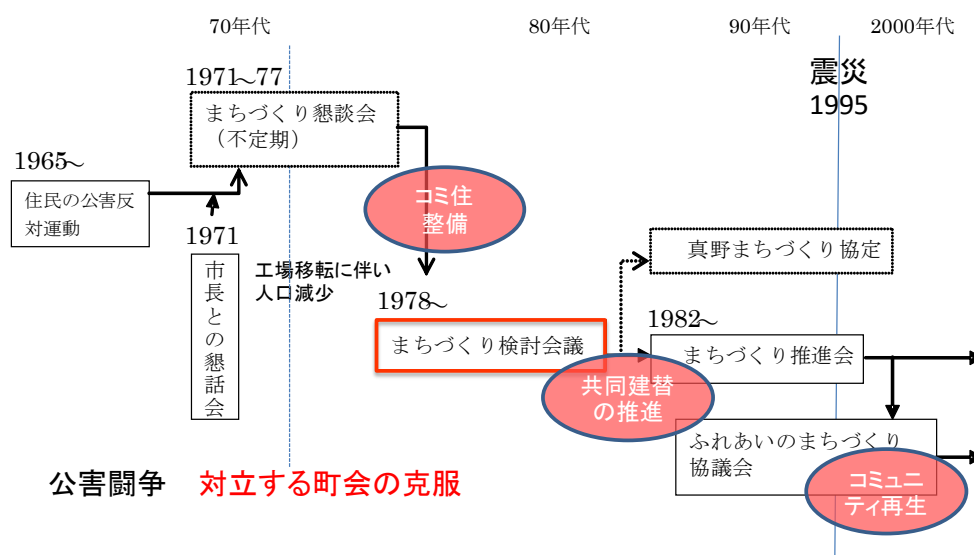 70年代
80年代
90年代
2000年代
震災
1995
1971~77
まちづくり懇談会
（不定期）
1965~
住民の公害反
対運動
コミ住
整備
1971
市長との懇話会
工場移転に伴い
人口減少
真野まちづくり協定
1978~
まちづくり検討会議
1982~
まちづくり推進会
共同建替
の推進
ふれあいのまちづくり
協議会
コミュニ
ティ再生
公害闘争
対立する町会の克服